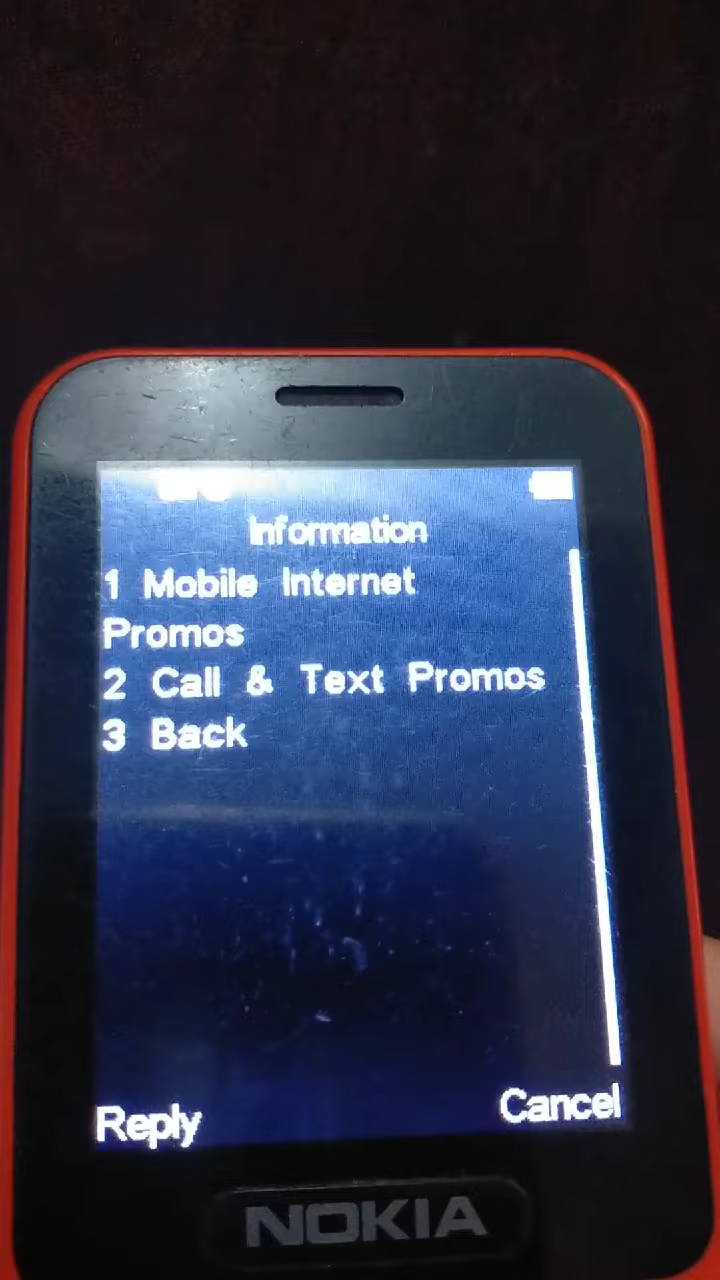 Information
1 Mobile Internet
Promos
2 Call & Text Promos
3 Back
Reply
Cancel
NOKIA